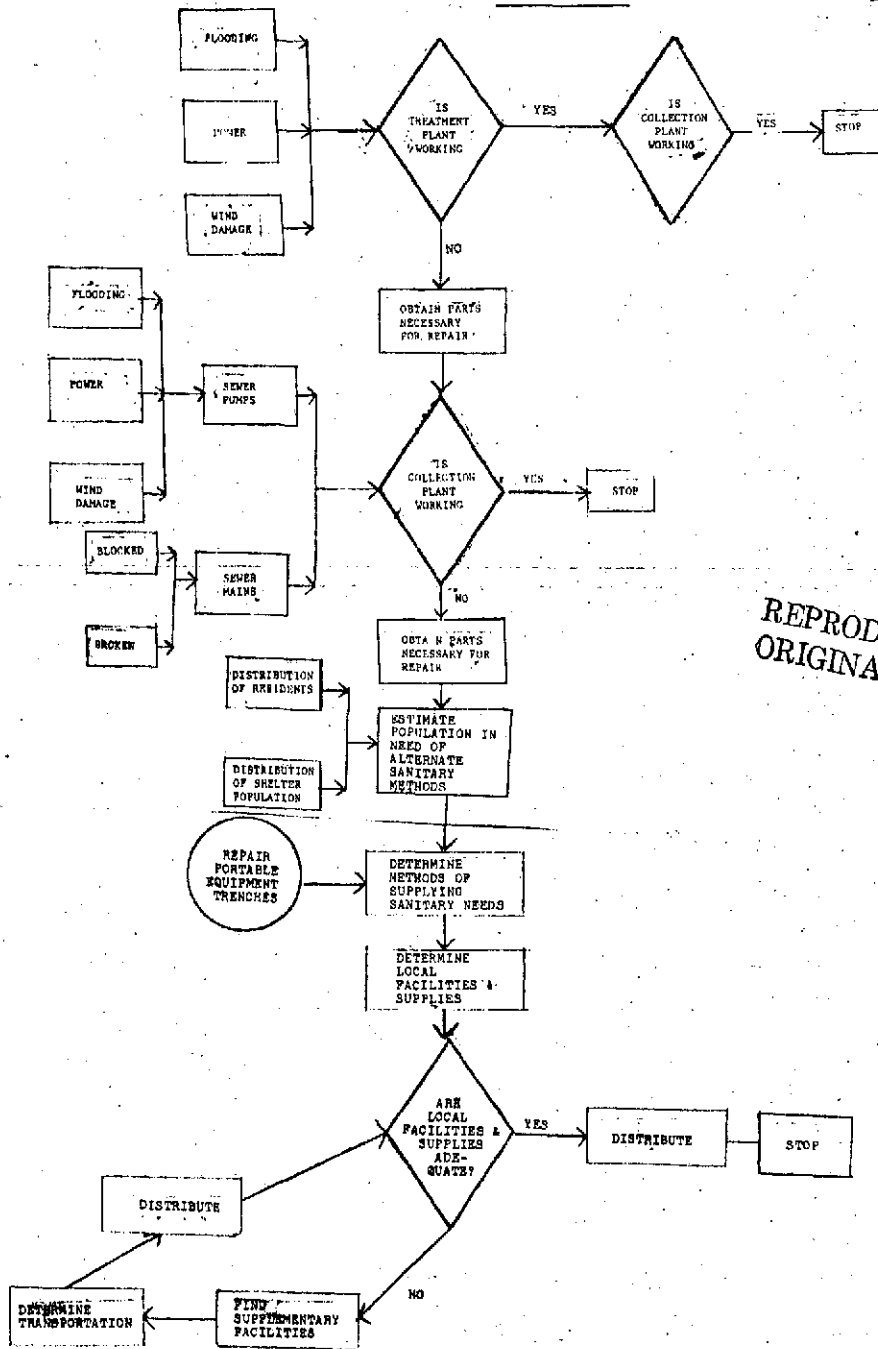 FLOODING
POWER
WIND
DAMAGE
IS
TREATMENT
PLANT
WORKING
YES
IS
COLLECTION
PLANT
WORKING
YES
STOP
NO
OBTAIN PARTS
NECESSARY
FOR REPAIR
FLOODING
POWER
WIND
DAMAGE
SEWER
PUMPS
BLOCKED
BROKEN
SEWER
MAINS
IS
COLLECTION
PLANT
WORKING
YES
STOP
NO
OBTA N PARTS
NECESSARY FOR
REPAIR
REPROD
ORIGINA
DISTRIBUTION
OF RESIDENTS
DISTRIBUTION
OF SHELTER
POPULATION
ESTIMATE
POPULATION IN
NEED OF
ALTERNATE
SANITARY
METHODS
REPAIR
PORTABLE
EQUIPMENT
TRENCHES
DETERMINE
METHODS OF
SUPPLYING
SANITARY NEEDS
DETERMINE
LOCAL
FACILITIES &
SUPPLIES
ARE
LOCAL
FACILITIES &
SUPPLIES
ADE-
QUATE?
YES
DISTRIBUTE
STOP
NO
FIND
SUPPLEMENTARY
FACILITIES
DETERMINE
TRANSPORTATION
DISTRIBUTE